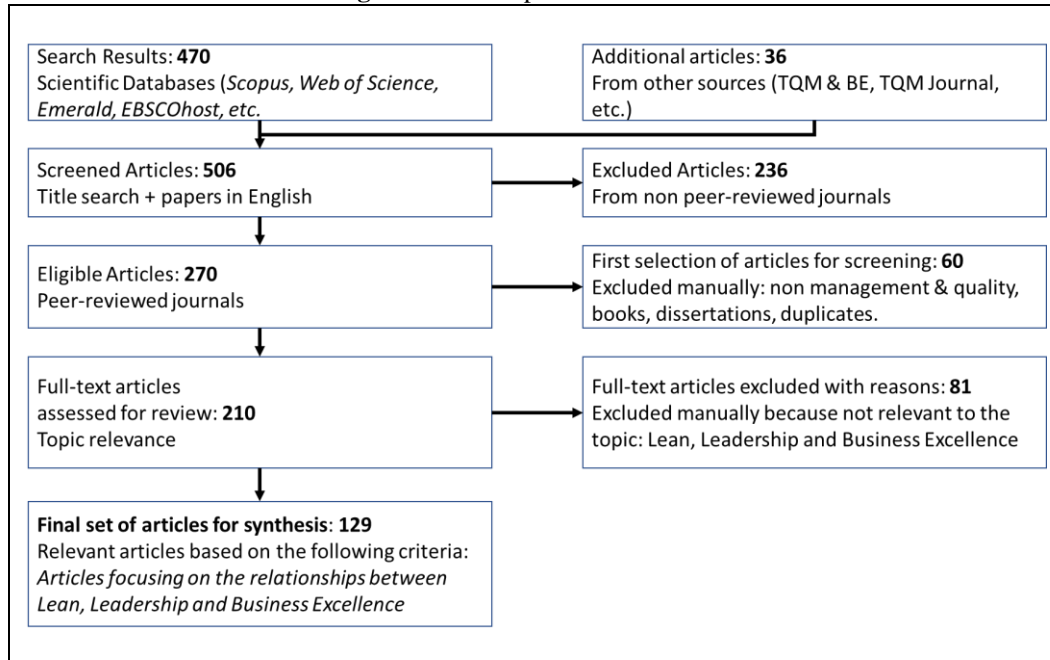 Search Results: 470
Scientific Databases (Scopus, Web of Science,
Emerald, EBSCOhost, etc.
Additional articles: 36
From other sources (TQM & BE, TQM Journal,
etc.)
Screened Articles: 506
Title search + papers in English
Excluded Articles: 236
From non peer-reviewed journals
Eligible Articles: 270
Peer-reviewed journals
First selection of articles for screening: 60
Excluded manually: non management & quality,
books, dissertations, duplicates.
Full-text articles
assessed for review: 210
Topic relevance
Full-text articles excluded with reasons: 81
Excluded manually because not relevant to the
topic: Lean, Leadership and Business Excellence
Final set of articles for synthesis: 129
Relevant articles based on the following criteria:
Articles focusing on the relationships between
Lean, Leadership and Business Excellence